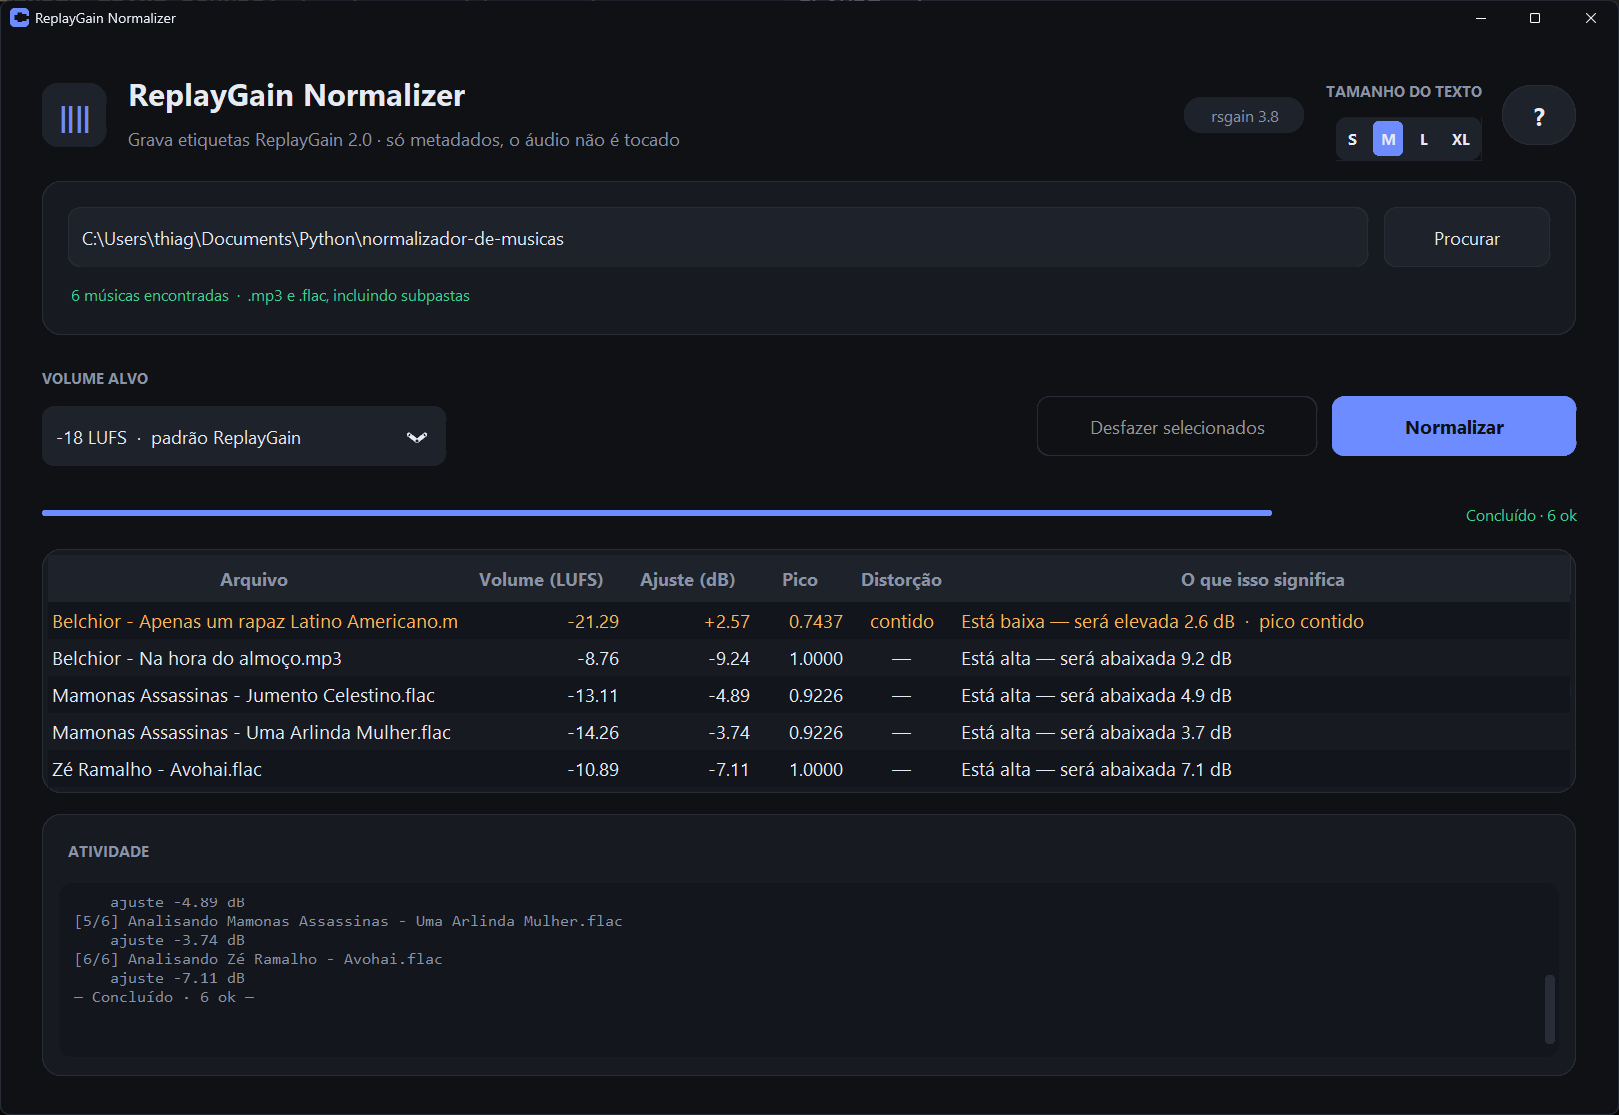 ReplayGain Normalizer
ReplayGain Normalizer
Grava etiquetas ReplayGain 2.0 · só metadados, o áudio não é tocado
rsgain 3.8
TAMANHO DO TEXTO
S M L XL
?
C:\Users\thiag\Documents\Python\normalizador-de-musicas
Procurar
6 músicas encontradas · .mp3 e .flac, incluindo subpastas
VOLUME ALVO
-18 LUFS · padrão ReplayGain
Desfazer selecionados
Normalizar
Concluído · 6 ok
Arquivo Volume (LUFS) Ajuste (dB) Pico Distorção O que isso significa
Belchior - Apenas um rapaz Latino Americano.m -21.29 +2.57 0.7437 contido Está baixa — será elevada 2.6 dB · pico contido
Belchior - Na hora do almoço.mp3 -8.76 -9.24 1.0000 — Está alta — será abaixada 9.2 dB
Mamonas Assassinas - Jumento Celestino.flac -13.11 -4.89 0.9226 — Está alta — será abaixada 4.9 dB
Mamonas Assassinas - Uma Arlinda Mulher.flac -14.26 -3.74 0.9226 — Está alta — será abaixada 3.7 dB
Zé Ramalho - Avohai.flac -10.89 -7.11 1.0000 — Está alta — será abaixada 7.1 dB
ATIVIDADE
ajuste -4.89 dB
[5/6] Analisando Mamonas Assassinas - Uma Arlinda Mulher.flac
ajuste -3.74 dB
[6/6] Analisando Zé Ramalho - Avohai.flac
ajuste -7.11 dB
— Concluído · 6 ok —